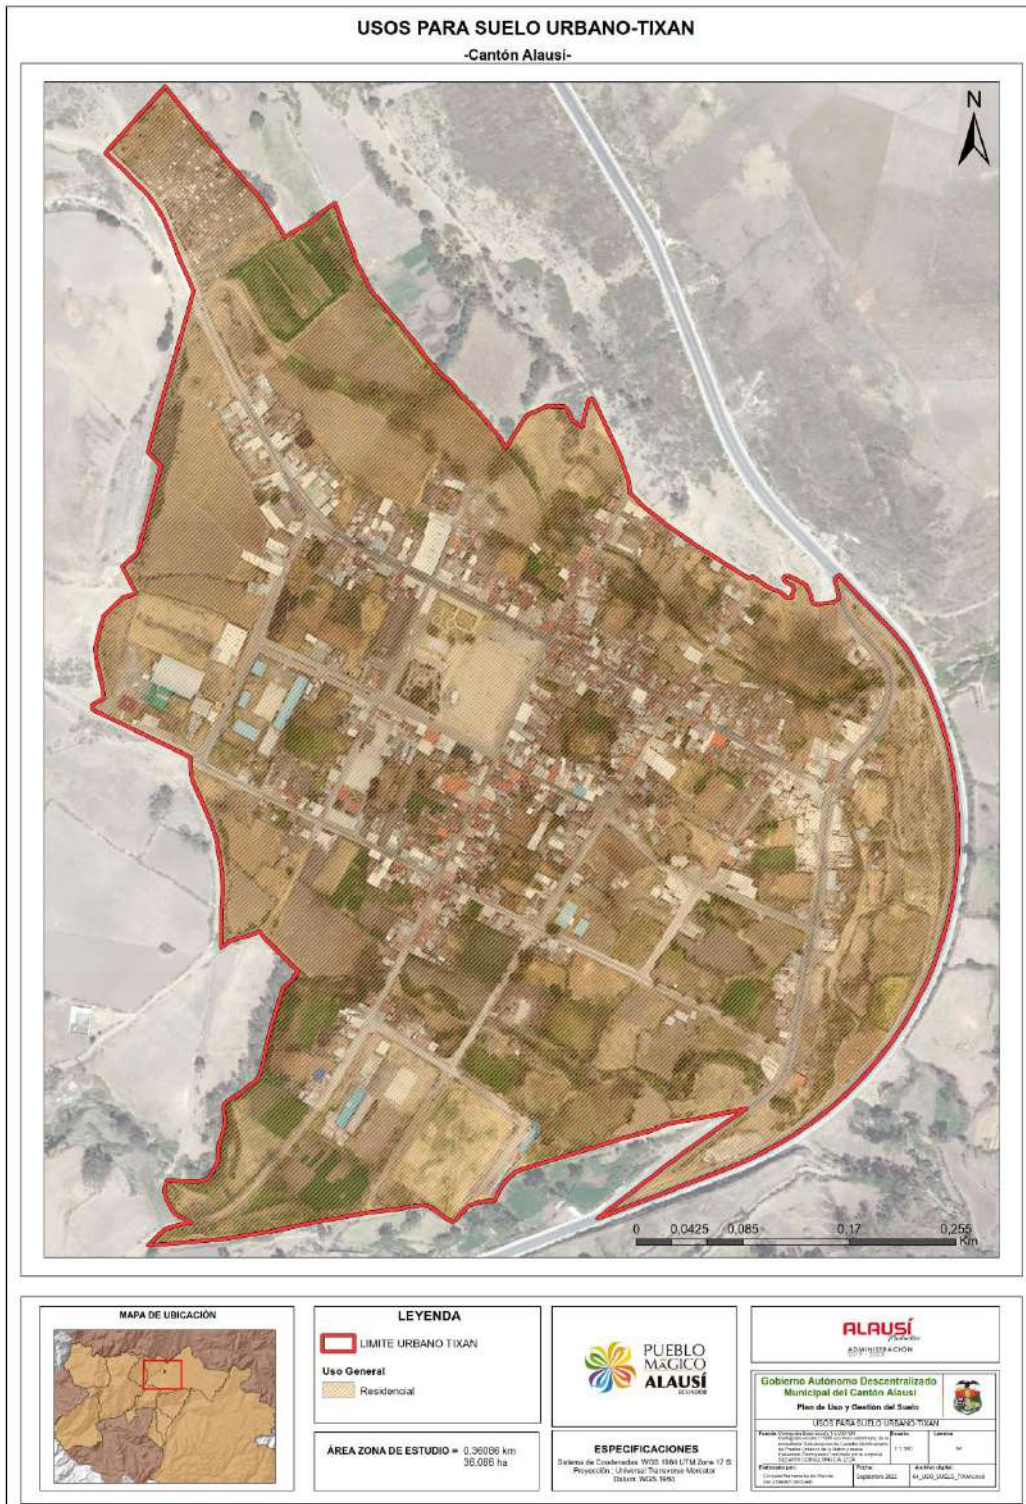 USOS PARA SUELO URBANO-TIXAN
-Cantón Alausí-
N
0 0,0425 0,085 0,17 0,255
Km
MAPA DE UBICACIÓN
LEYENDA
LIMITE URBANO TIXAN
Uso General
Residencial
ÁREA ZONA DE ESTUDIO = 0,36086 km
36,086 ha
PUEBLO
MÁGICO
ALAUSÍ
ECUADOR
ESPECIFICACIONES
Sistema de Coordenadas: WGS 1984 UTM Zone 17 S
Proyección: Universal Transverse Mercator
Datum: WGS 1984
ALAUSÍ
ADMINISTRACIÓN
Gobierno Autónomo Descentralizado
Municipal del Cantón Alausí
Plan de Uso y Gestión del Suelo
USOS PARA SUELO URBANO-TIXAN
Fuente:
Escala:
Lámina:
Elaborado por:
Fecha:
Septiembre 2022
Archivo digital: